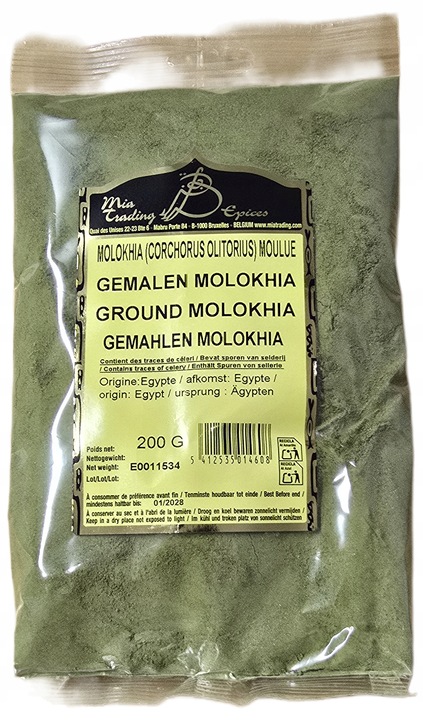 Mia
Trading
Epices
Quai des Usines 22-23 Bte 6 - Mabru Porte 84 - B-1000 Bruxelles - BELGIUM www.miatrading.com
MOLOKHIA (CORCHORUS OLITORIUS) MOULUE
GEMALEN MOLOKHIA
GROUND MOLOKHIA
GEMAHLEN MOLOKHIA
Contient des traces de céleri / Bevat sporen van selderij
/ Contains traces of celery / Enthält Spuren von sellerie
Origine:Egypte / afkomst: Egypte /
origin: Egypt / ursprung : Ägypten
Poids net:
Nettogewicht:
Net weight:
200 G
E0011534
Lot/Lot/Lot:
5 412535 014608
RECICLA
RECICLA
À consommer de préférence avant fin / Tenminste houdbaar tot einde / Best Before end /
mindestens haltbar bis: 01/2028
À conserver au sec et à l'abri de la lumière / Droog en koel bewaren zonnelicht vermijden /
Keep in a dry place not exposed to light / Im kühl und troken platz von sonnelicht schützen